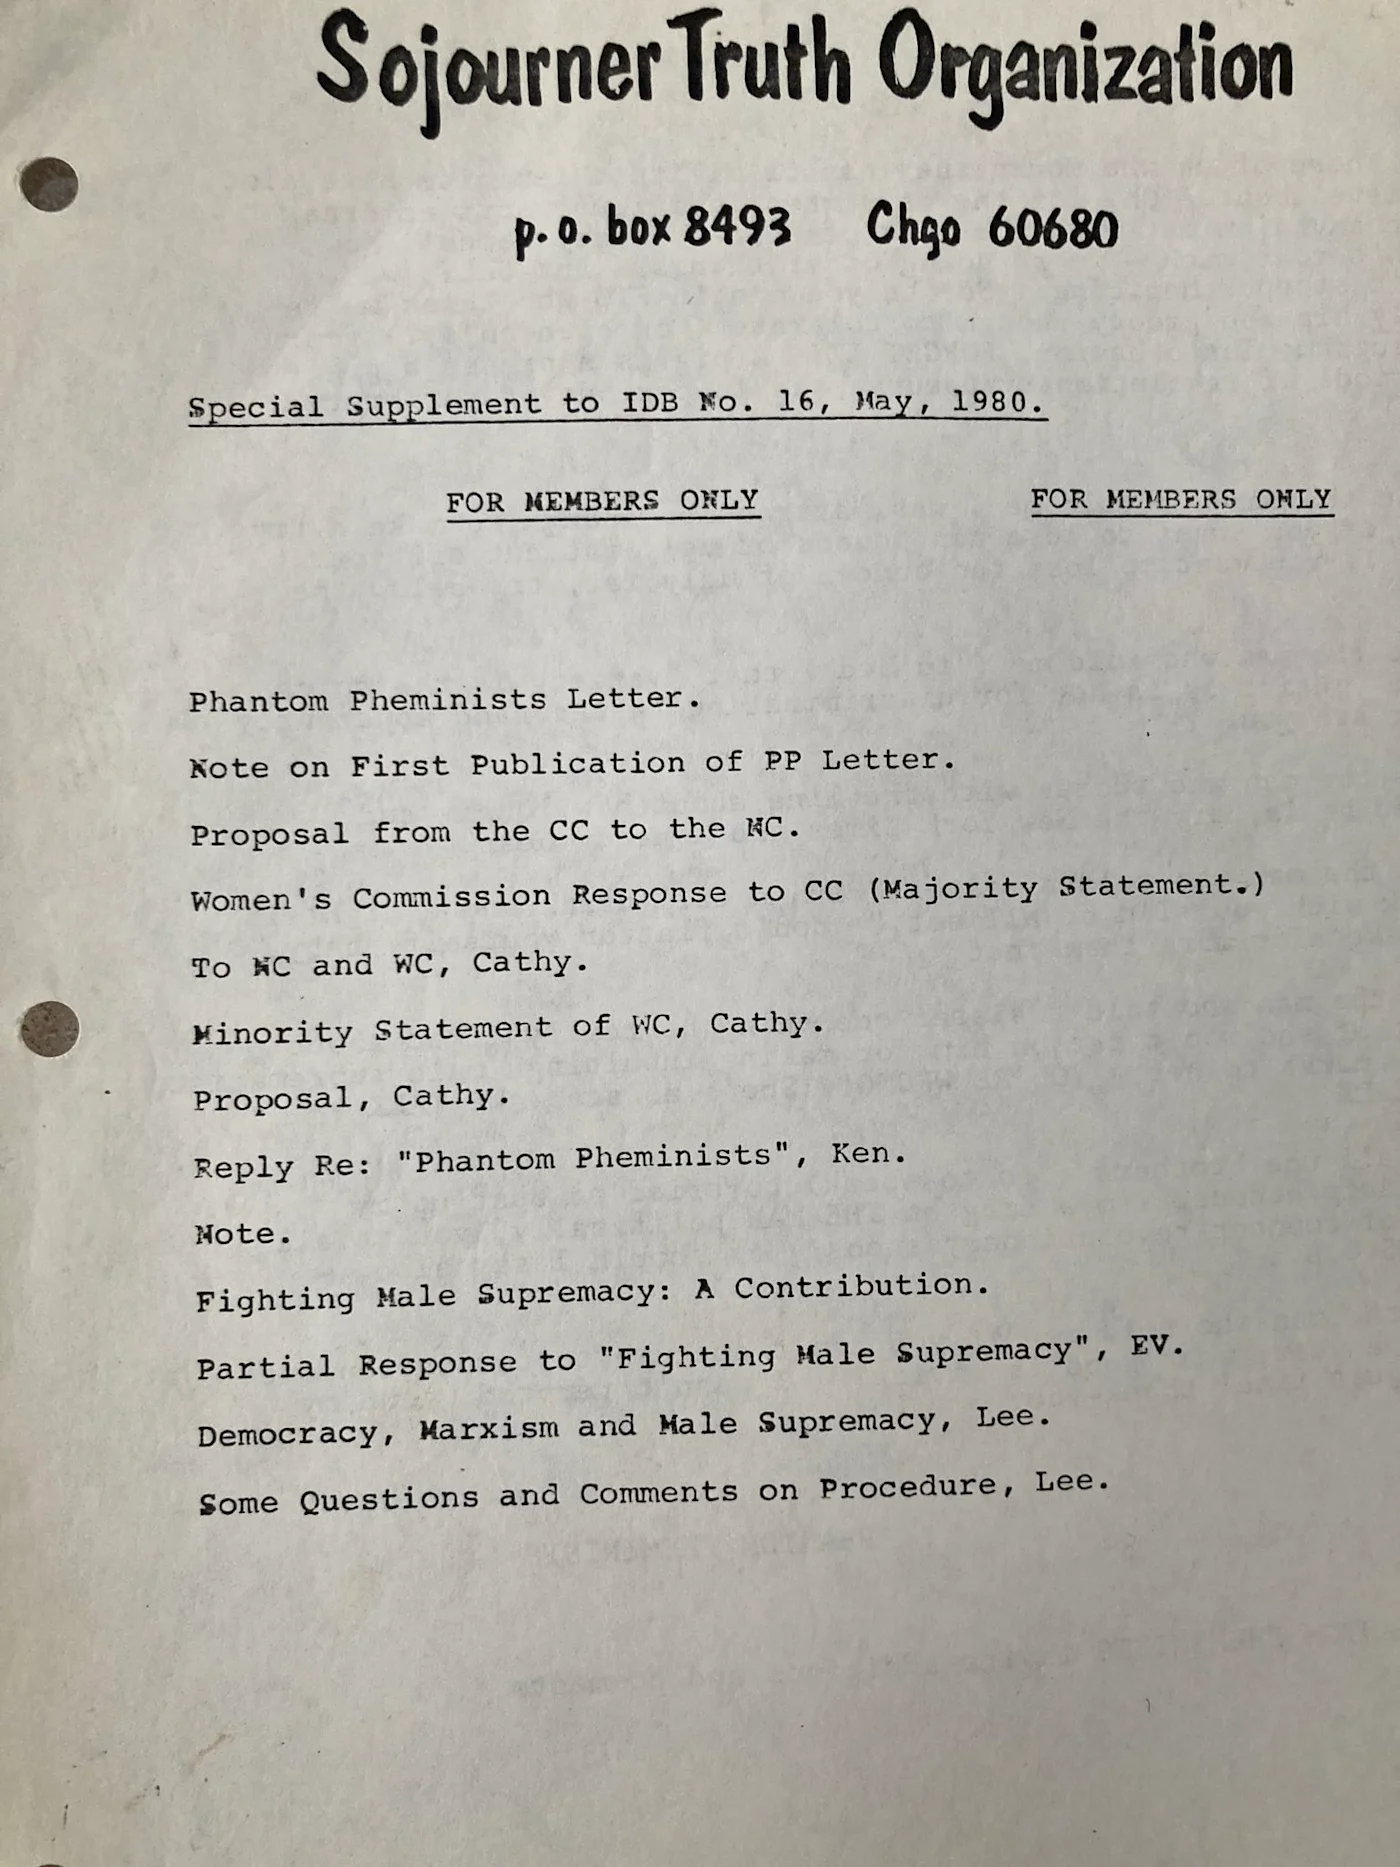 Sojourner Truth Organization
p. o. box 8493 Chgo 60680
Special Supplement to IDB No. 16, May, 1980.
FOR MEMBERS ONLY FOR MEMBERS ONLY
Phantom Pheminists Letter.
Note on First Publication of PP Letter.
Proposal from the CC to the NC.
Women's Commission Response to CC (Majority Statement.)
To NC and WC, Cathy.
Minority Statement of WC, Cathy.
Proposal, Cathy.
Reply Re: "Phantom Pheminists", Ken.
Note.
Fighting Male Supremacy: A Contribution.
Partial Response to "Fighting Male Supremacy", EV.
Democracy, Marxism and Male Supremacy, Lee.
Some Questions and Comments on Procedure, Lee.